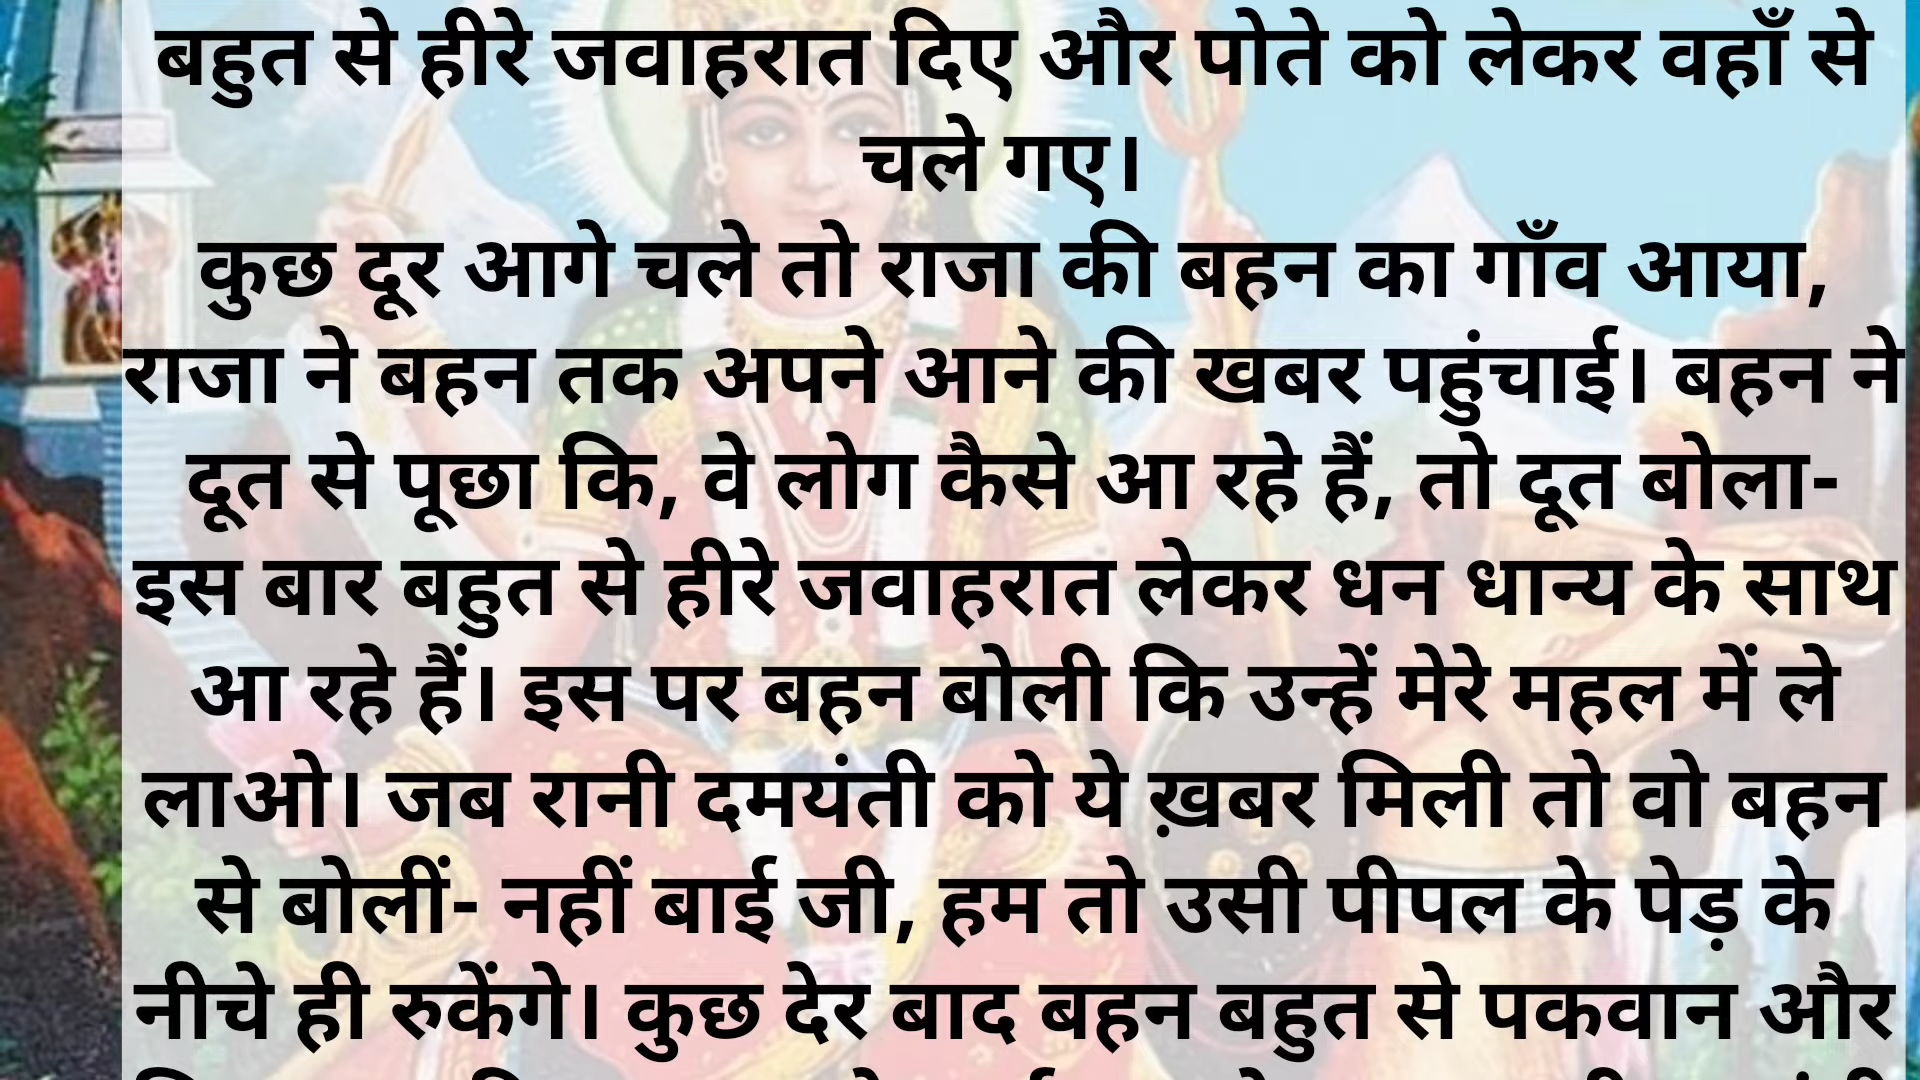 बहुत से हीरे जवाहरात दिए और पोते को लेकर वहाँ से
चले गए।
कुछ दूर आगे चले तो राजा की बहन का गाँव आया,
राजा ने बहन तक अपने आने की खबर पहुंचाई। बहन ने
दूत से पूछा कि, वे लोग कैसे आ रहे हैं, तो दूत बोला-
इस बार बहुत से हीरे जवाहरात लेकर धन धान्य के साथ
आ रहे हैं। इस पर बहन बोली कि उन्हें मेरे महल में ले
लाओ। जब रानी दमयंती को ये ख़बर मिली तो वो बहन
से बोलीं- नहीं बाई जी, हम तो उसी पीपल के पेड़ के
नीचे ही रुकेंगे। कुछ देर बाद बहन बहुत से पकवान और